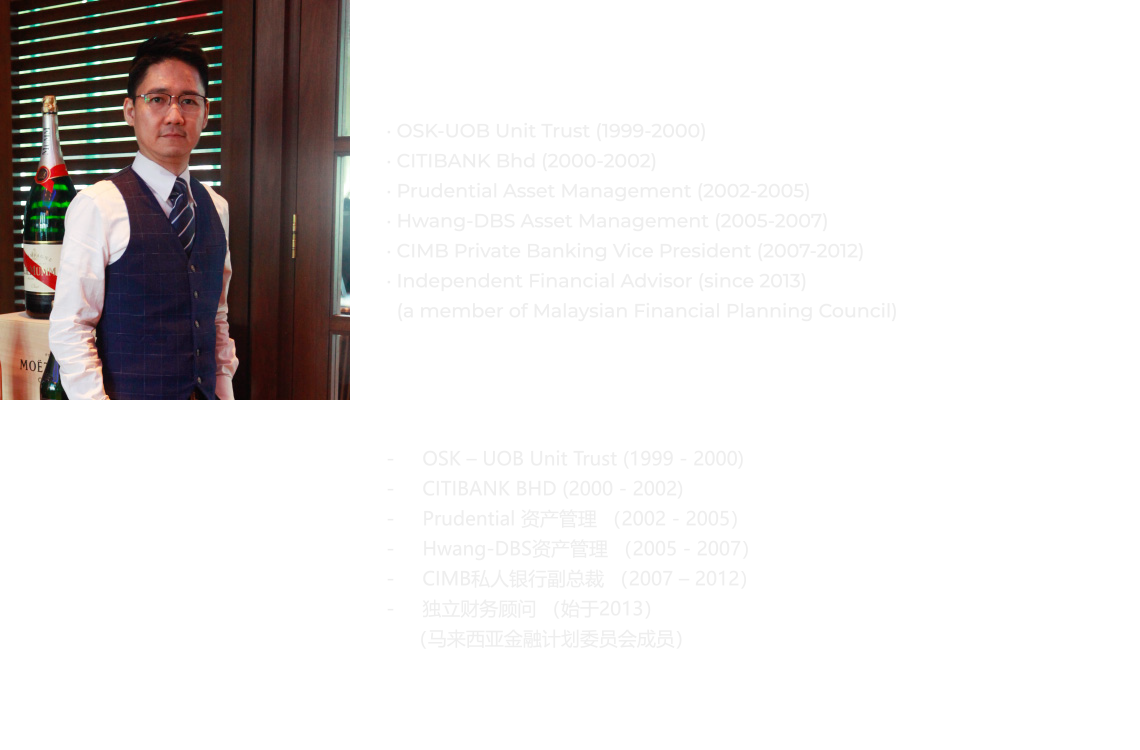 · OSK-UOB Unit Trust (1999-2000)
· CITIBANK Bhd (2000-2002)
· Prudential Asset Management (2002-2005)
· Hwang-DBS Asset Management (2005-2007)
· CIMB Private Banking Vice President (2007-2012)
· Independent Financial Advisor (since 2013)
(a member of Malaysian Financial Planning Council)
MOË
- OSK – UOB Unit Trust (1999 - 2000)
- CITIBANK BHD (2000 - 2002)
- Prudential 资产管理 （2002 - 2005）
- Hwang-DBS资产管理 （2005 - 2007）
- CIMB私人银行副总裁 （2007 – 2012）
- 独立财务顾问 （始于2013）
（马来西亚金融计划委员会成员）